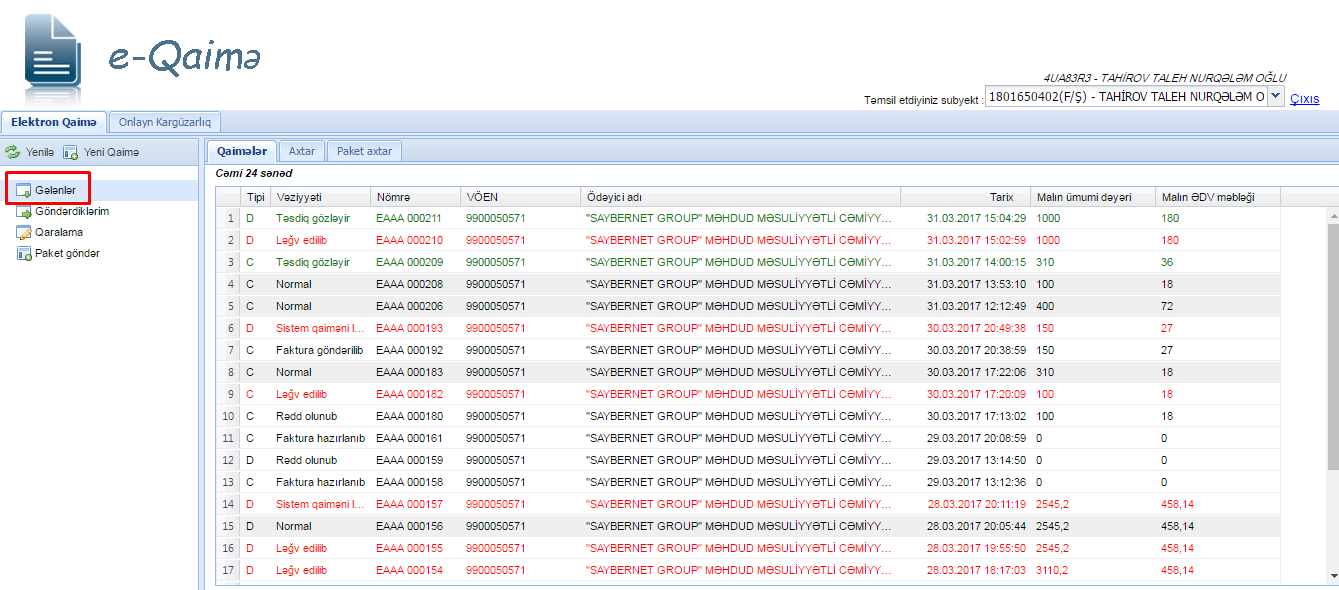 e-Qaimə
4UA83R3 - TAHİROV TALEH NURQƏLƏM OĞLU
Təmsil etdiyiniz subyekt : 1801650402(F/Ş) - TAHİROV TALEH NURQƏLƏM O Çıxıs
Elektron Qaimə Onlayn Kargüzarlıq
Yenilə Yeni Qaimə
Gələnlər
Göndərdiklərim
Qaralama
Paket göndər
Qaimələr Axtar Paket axtar
Cəmi 24 sənəd
Tipi Vəziyyəti Nömrə VÖEN Ödəyici adı Tarix Malın ümumi dəyəri Malın ƏDV məbləği
1 D Təsdiq gözləyir EAAA 000211 9900050571 "SAYBERNET GROUP" MƏHDUD MƏSULİYYƏTLİ CƏMİYY... 31.03.2017 15:04:29 1000 180
2 D Ləğv edilib EAAA 000210 9900050571 "SAYBERNET GROUP" MƏHDUD MƏSULİYYƏTLİ CƏMİYY... 31.03.2017 15:02:59 1000 180
3 C Təsdiq gözləyir EAAA 000209 9900050571 "SAYBERNET GROUP" MƏHDUD MƏSULİYYƏTLİ CƏMİYY... 31.03.2017 14:00:15 310 36
4 C Normal EAAA 000208 9900050571 "SAYBERNET GROUP" MƏHDUD MƏSULİYYƏTLİ CƏMİYY... 31.03.2017 13:53:10 100 18
5 C Normal EAAA 000206 9900050571 "SAYBERNET GROUP" MƏHDUD MƏSULİYYƏTLİ CƏMİYY... 31.03.2017 12:12:49 400 72
6 D Sistem qaiməni l... EAAA 000193 9900050571 "SAYBERNET GROUP" MƏHDUD MƏSULİYYƏTLİ CƏMİYY... 30.03.2017 20:49:38 150 27
7 C Faktura göndərilib EAAA 000192 9900050571 "SAYBERNET GROUP" MƏHDUD MƏSULİYYƏTLİ CƏMİYY... 30.03.2017 20:38:59 150 27
8 C Normal EAAA 000183 9900050571 "SAYBERNET GROUP" MƏHDUD MƏSULİYYƏTLİ CƏMİYY... 30.03.2017 17:22:06 310 18
9 C Ləğv edilib EAAA 000182 9900050571 "SAYBERNET GROUP" MƏHDUD MƏSULİYYƏTLİ CƏMİYY... 30.03.2017 17:20:09 100 18
10 C Rədd olunub EAAA 000180 9900050571 "SAYBERNET GROUP" MƏHDUD MƏSULİYYƏTLİ CƏMİYY... 30.03.2017 17:13:02 100 18
11 C Faktura hazırlanıb EAAA 000161 9900050571 "SAYBERNET GROUP" MƏHDUD MƏSULİYYƏTLİ CƏMİYY... 29.03.2017 20:08:59 0 0
12 D Rədd olunub EAAA 000159 9900050571 "SAYBERNET GROUP" MƏHDUD MƏSULİYYƏTLİ CƏMİYY... 29.03.2017 13:14:50 0 0
13 C Faktura hazırlanıb EAAA 000158 9900050571 "SAYBERNET GROUP" MƏHDUD MƏSULİYYƏTLİ CƏMİYY... 29.03.2017 13:12:36 0 0
14 D Sistem qaiməni l... EAAA 000157 9900050571 "SAYBERNET GROUP" MƏHDUD MƏSULİYYƏTLİ CƏMİYY... 28.03.2017 20:11:19 2545,2 458,14
15 D Normal EAAA 000156 9900050571 "SAYBERNET GROUP" MƏHDUD MƏSULİYYƏTLİ CƏMİYY... 28.03.2017 20:05:44 2545,2 458,14
16 D Ləğv edilib EAAA 000155 9900050571 "SAYBERNET GROUP" MƏHDUD MƏSULİYYƏTLİ CƏMİYY... 28.03.2017 19:55:50 2545,2 458,14
17 D Ləğv edilib EAAA 000154 9900050571 "SAYBERNET GROUP" MƏHDUD MƏSULİYYƏTLİ CƏMİYY... 28.03.2017 18:17:03 3110,2 458,14